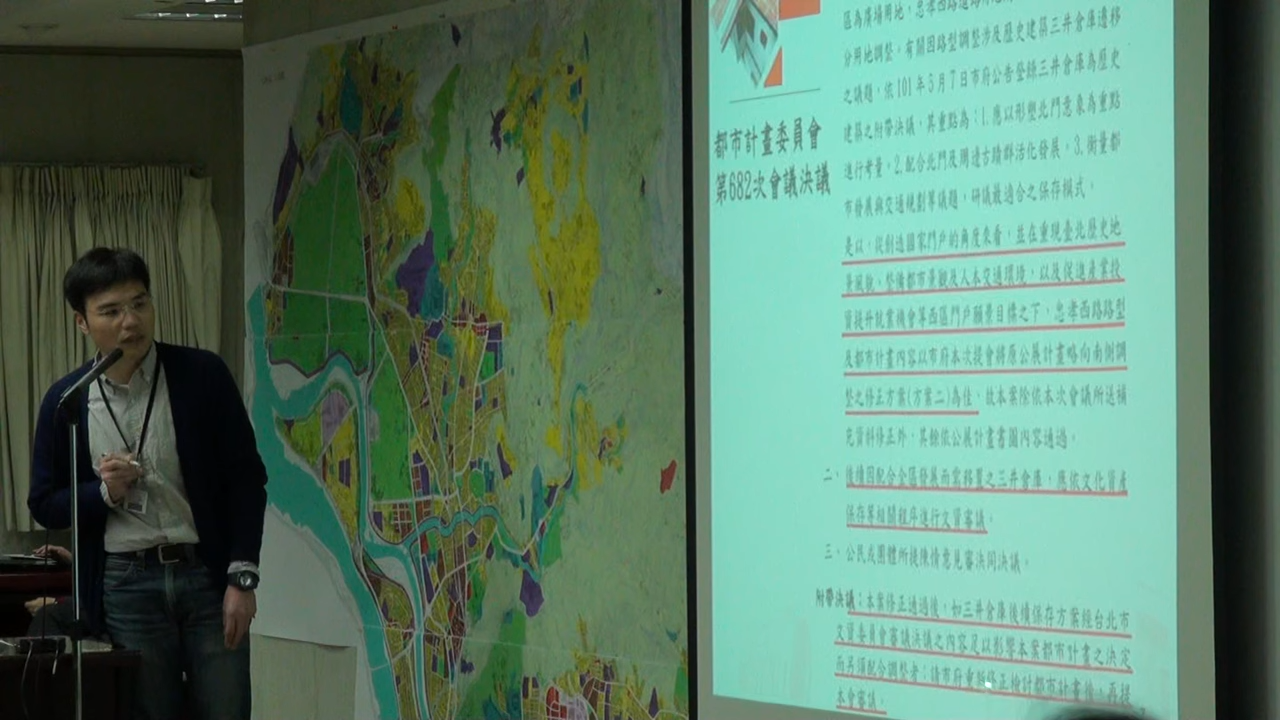 都市計畫委員會
第682次會議決議
區為廣場用地，忠孝西路道路用地
分用地調整。有關因路型調整涉及歷史建築三井倉庫遷移
之議題，依101年5月7日市府公告登錄三井倉庫為歷史
建築之附帶決議，其重點為：1.應以形塑北門意象為重點
進行考量。2.配合北門及周邊古蹟群活化發展。3.衡量都
市發展與交通規劃等議題，研議最適合之保存模式。
是以，從創造國家門戶的角度來看，並在重現臺北歷史地
景風貌，整備都市景觀及人本交通環境，以及促進產業投
資提升就業機會等西區門戶願景目標之下，忠孝西路路型
及都市計畫內容以市府本次提會將原公展計畫略向南側調
整之修正方案(方案二)為佳，故本案除依本次會議所送補
充資料修正外，其餘依公展計畫書圖內容通過。
二、後續因配合全區發展而需移置之三井倉庫，應依文化資產
保存等相關程序進行文資審議。
三、公民或團體所提陳情意見審決同決議。
附帶決議：本案修正通過後，如三井倉庫後續保存方案經台北市
文資委員會審議決議之內容足以影響本案都市計畫之決定
而另須配合調整者，請市府重新修正檢討都市計畫後，再提
本會審議。